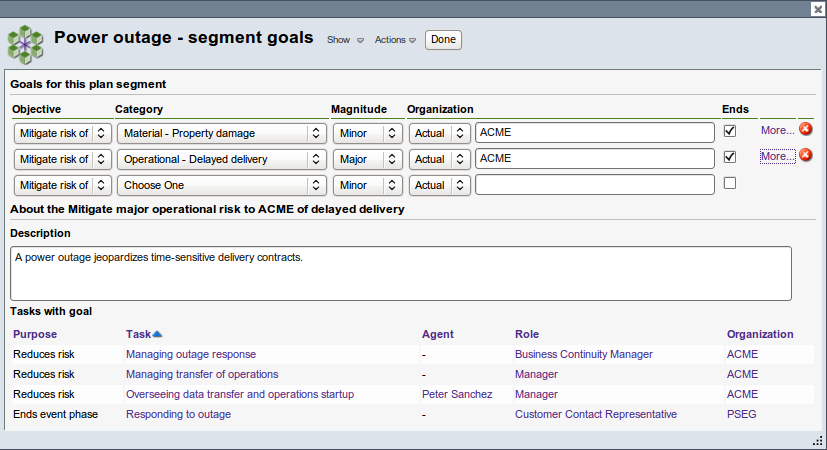 Power outage - segment goals Show Actions Done
Goals for this plan segment
Objective Category Magnitude Organization Ends
Mitigate risk of Material - Property damage Minor Actual ACME More...
Mitigate risk of Operational - Delayed delivery Major Actual ACME More...
Mitigate risk of Choose One Minor Actual
About the Mitigate major operational risk to ACME of delayed delivery
Description
A power outage jeopardizes time-sensitive delivery contracts.
Tasks with goal
Purpose Task Agent Role Organization
Reduces risk Managing outage response - Business Continuity Manager ACME
Reduces risk Managing transfer of operations - Manager ACME
Reduces risk Overseeing data transfer and operations startup Peter Sanchez Manager ACME
Ends event phase Responding to outage - Customer Contact Representative PSEG